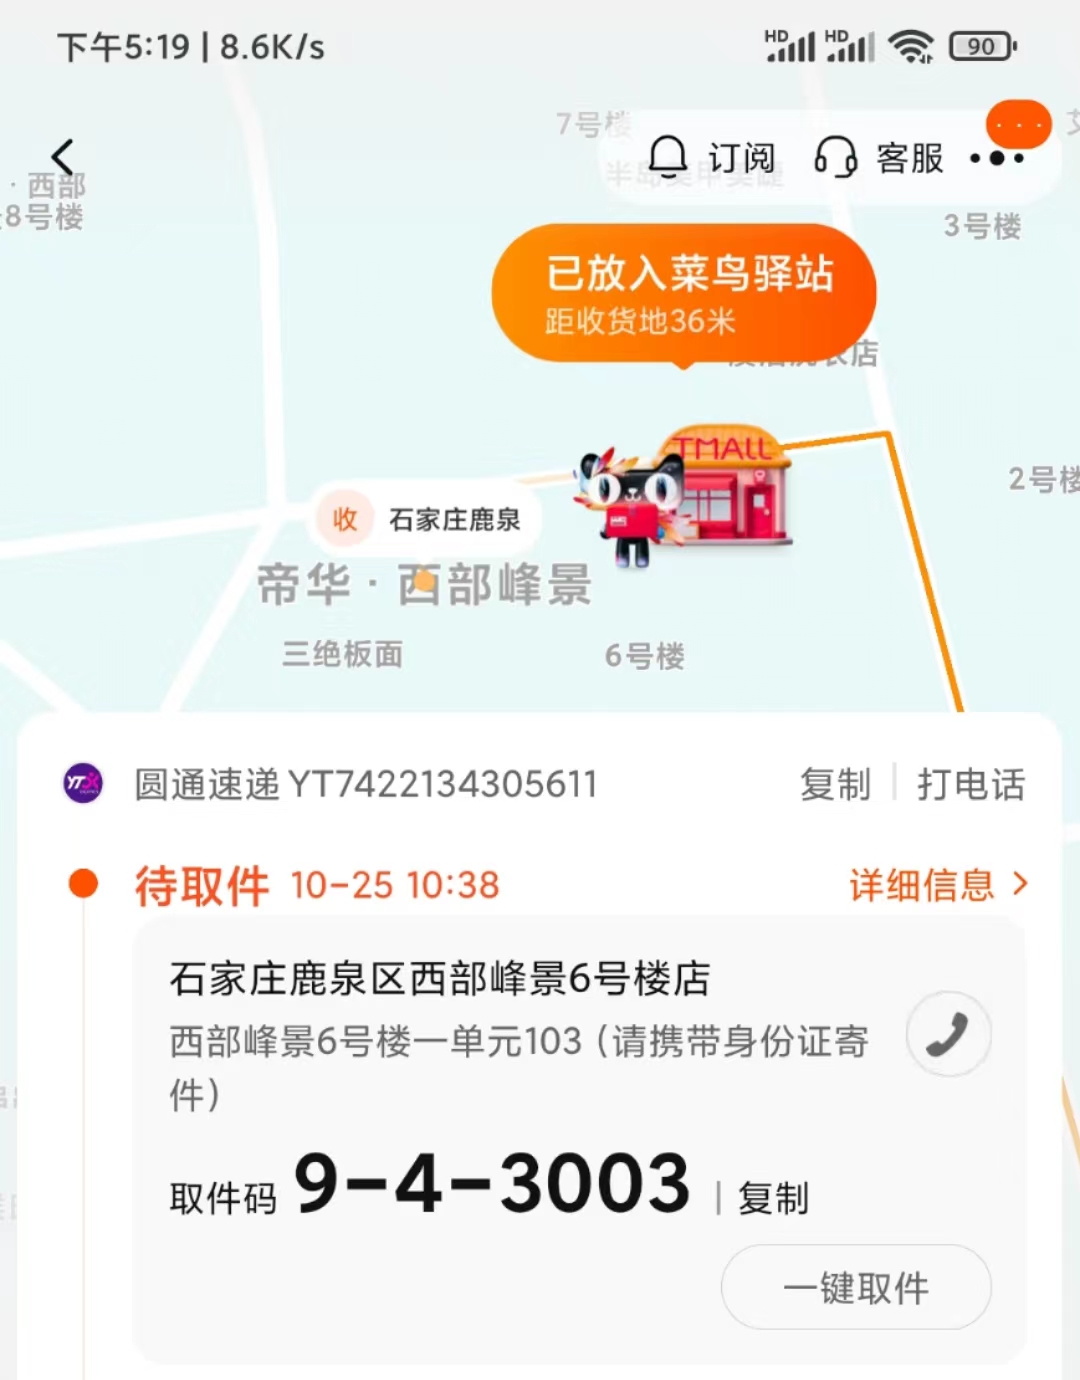 下午5:19 | 8.6K/s
HD
HD
90
7号楼
订阅
客服
· 西部
8号楼
3号楼
已放入菜鸟驿站
距收货地36米
衣店
TMALL
2号楼
收
石家庄鹿泉
帝华·西部峰景
三绝板面
6号楼
圆通速递 YT7422134305611
复制
打电话
待取件 10-25 10:38
详细信息 >
石家庄鹿泉区西部峰景6号楼店
西部峰景6号楼一单元103（请携带身份证寄
件）
取件码 9-4-3003 | 复制
一键取件